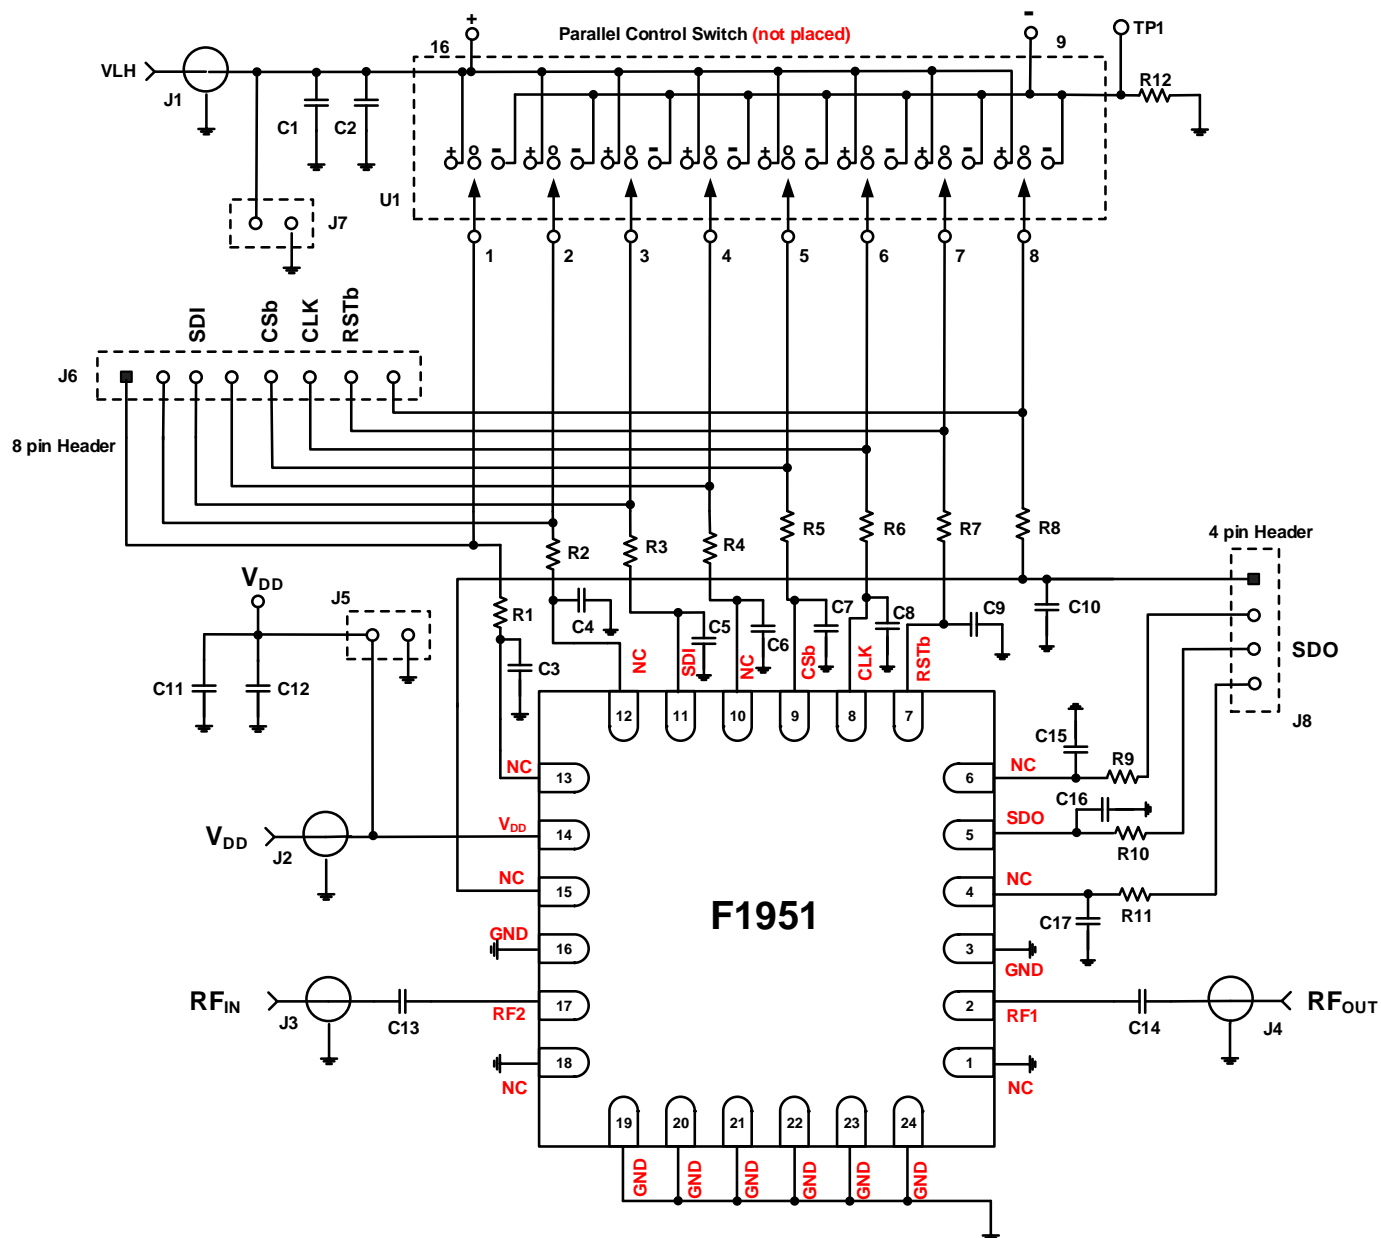 +
-
Parallel Control Switch (not placed)
16
9
TP1
VLH
J1
C1
C2
R12
+ o - + o - + o - + o - + o - + o - + o - + o -
U1
J7
1
2
3
4
5
6
7
8
SDI
CSb
CLK
RSTb
J6
8 pin Header
R2
R3
R4
R5
R6
R7
R8
4 pin Header
VDD
J5
R1
C4
C5
C6
C7
C8
C9
C10
C3
C11
C12
NC
SDI
NC
CSb
CLK
RSTb
SDO
J8
12
11
10
9
8
7
C15
R9
NC
13
6
NC
C16
VDD
J2
VDD
14
5
SDO
R10
NC
15
4
NC
R11
C17
F1951
GND
16
3
GND
RFIN
J3
C13
RF2
17
2
RF1
C14
J4
RFOUT
18
NC
1
NC
19
20
21
22
23
24
GND
GND
GND
GND
GND
GND